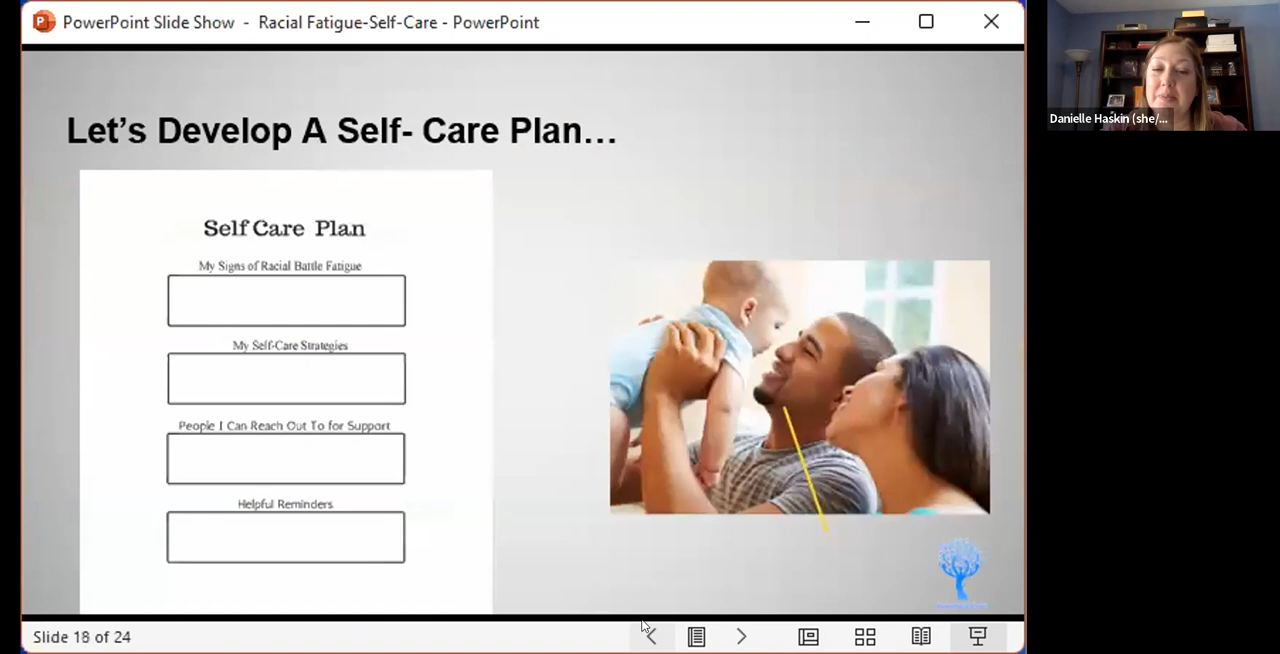 PowerPoint Slide Show - Racial Fatigue-Self-Care - PowerPoint
Danielle Haskin (she/...
Let's Develop A Self- Care Plan...
Self Care Plan
My Signs of Racial Battle Fatigue
My Self-Care Strategies
People I Can Reach Out To for Support
Helpful Reminders
Slide 18 of 24